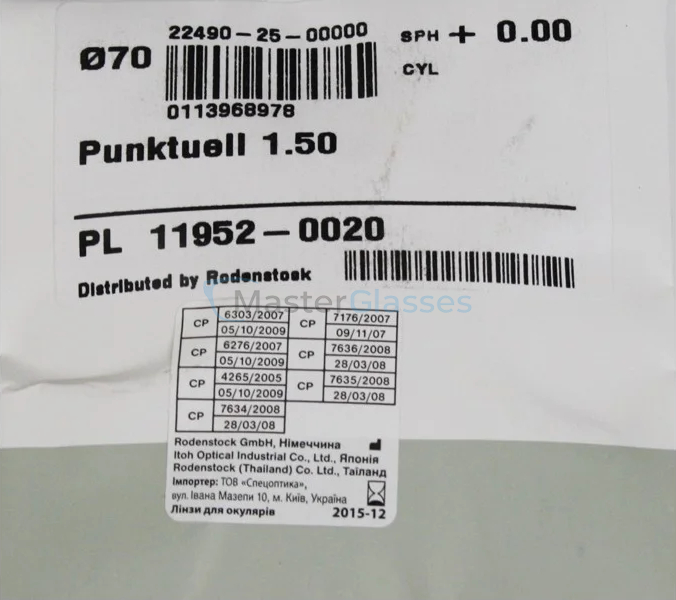 22490-25-00000
SPH + 0.00
Ø70
CYL
0113968978
Punktuell 1.50
PL 11952-0020
Distributed by Rodenstock
MasterGlasses
CP 6303/2007 05/10/2009 CP 7176/2007 09/11/07
CP 6276/2007 05/10/2009 CP 7636/2008 28/03/08
CP 4265/2005 05/10/2009 CP 7635/2008 28/03/08
CP 7634/2008 28/03/08
Rodenstock GmbH, Німеччина
Itoh Optical Industrial Co., Ltd., Японія
Rodenstock (Thailand) Co. Ltd., Таїланд
Імпортер: ТОВ «Спецоптика»,
вул. Івана Мазепи 10, м. Київ, Україна
Лінзи для окулярів 2015-12